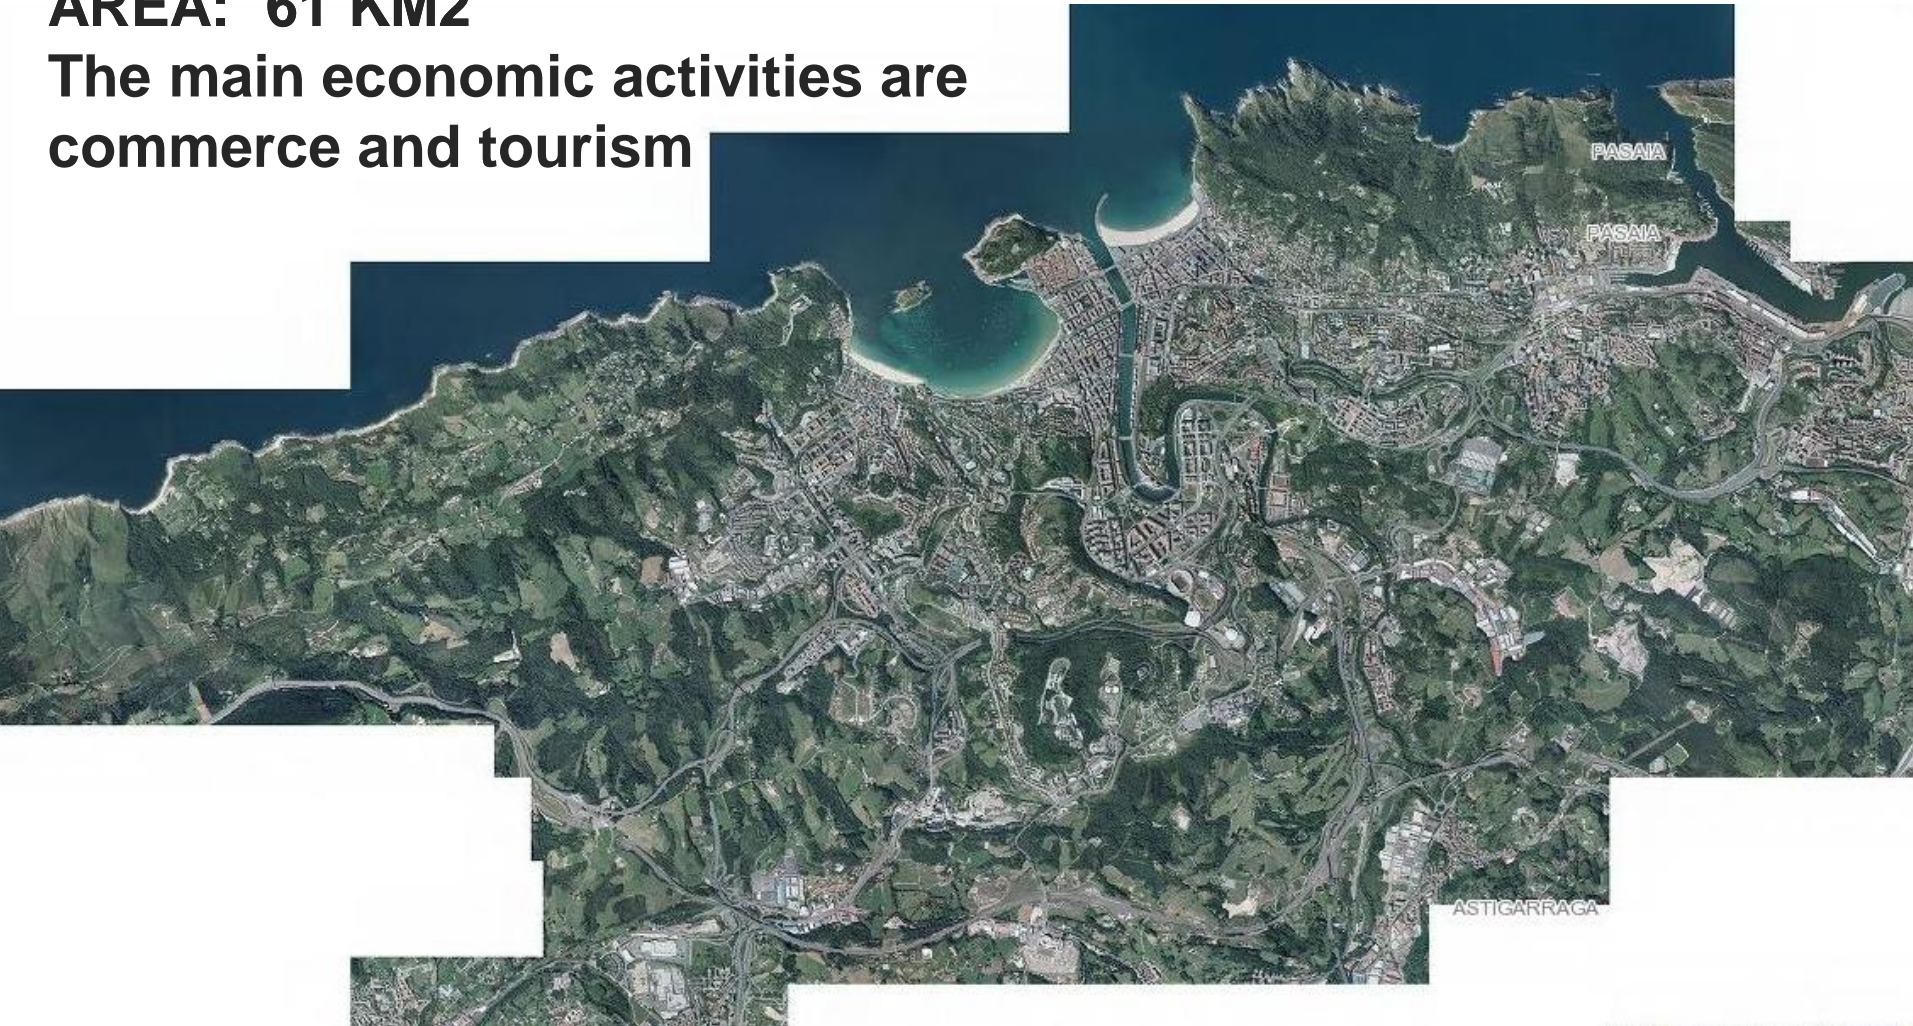 AREA: 61 KM2
The main economic activities are
commerce and tourism
PASAIA
PASAIA
ASTIGARRAGA